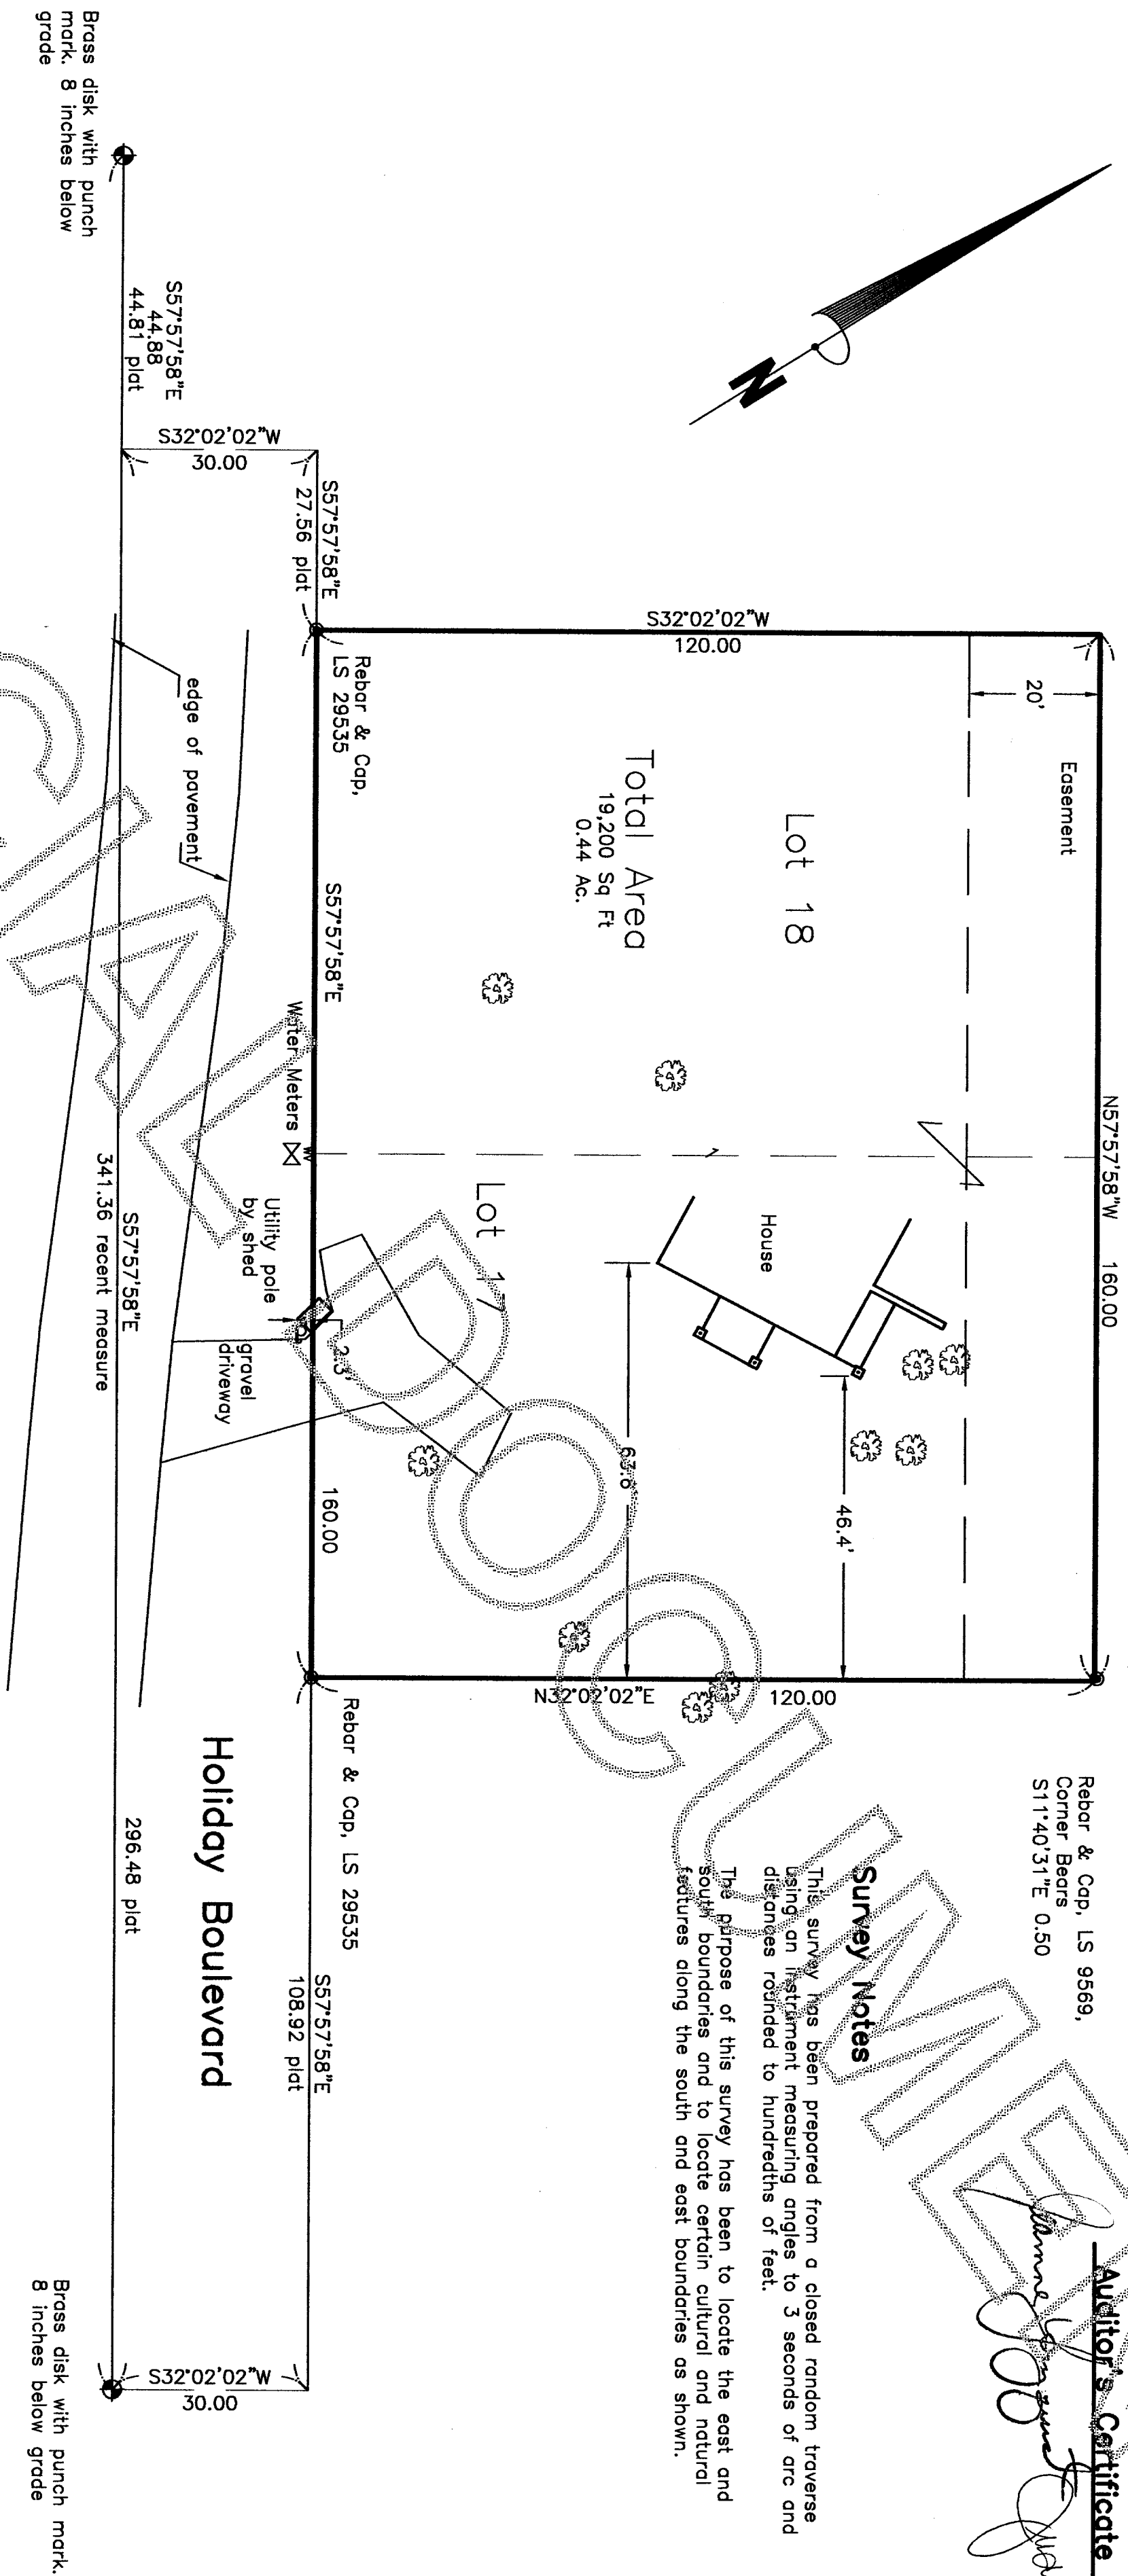 Rebar & Cap, LS 9569,
Corner Bears
S11°40'31"E 0.50
Auditor's Certificate
N57°57'58"W 160.00
Easement
20'
S32°02'02"W
120.00
Lot 18
Total Area
19,200 Sq Ft
0.44 Ac.
House
46.4'
63.6'
N32°02'02"E
120.00
Lot 17
Survey Notes
This survey has been prepared from a closed random traverse
using an instrument measuring angles to 3 seconds of arc and
distances rounded to hundredths of feet.
The purpose of this survey has been to locate the east and
south boundaries and to locate certain cultural and natural
features along the south and east boundaries as shown.
N
S57°57'58"E
27.56 plat
Rebar & Cap,
LS 29535
S57°57'58"E
160.00
Rebar & Cap, LS 29535
S57°57'58"E
108.92 plat
Water Meters
W
Utility pole
by shed
2.3'
gravel
driveway
S32°02'02"W
30.00
edge of pavement
Holiday Boulevard
S32°02'02"W
30.00
S57°57'58"E
44.88
44.81 plat
S57°57'58"E
341.36 recent measure
296.48 plat
Brass disk with punch
mark. 8 inches below
grade
Brass disk with punch mark.
8 inches below grade
CIAL
DOCUME